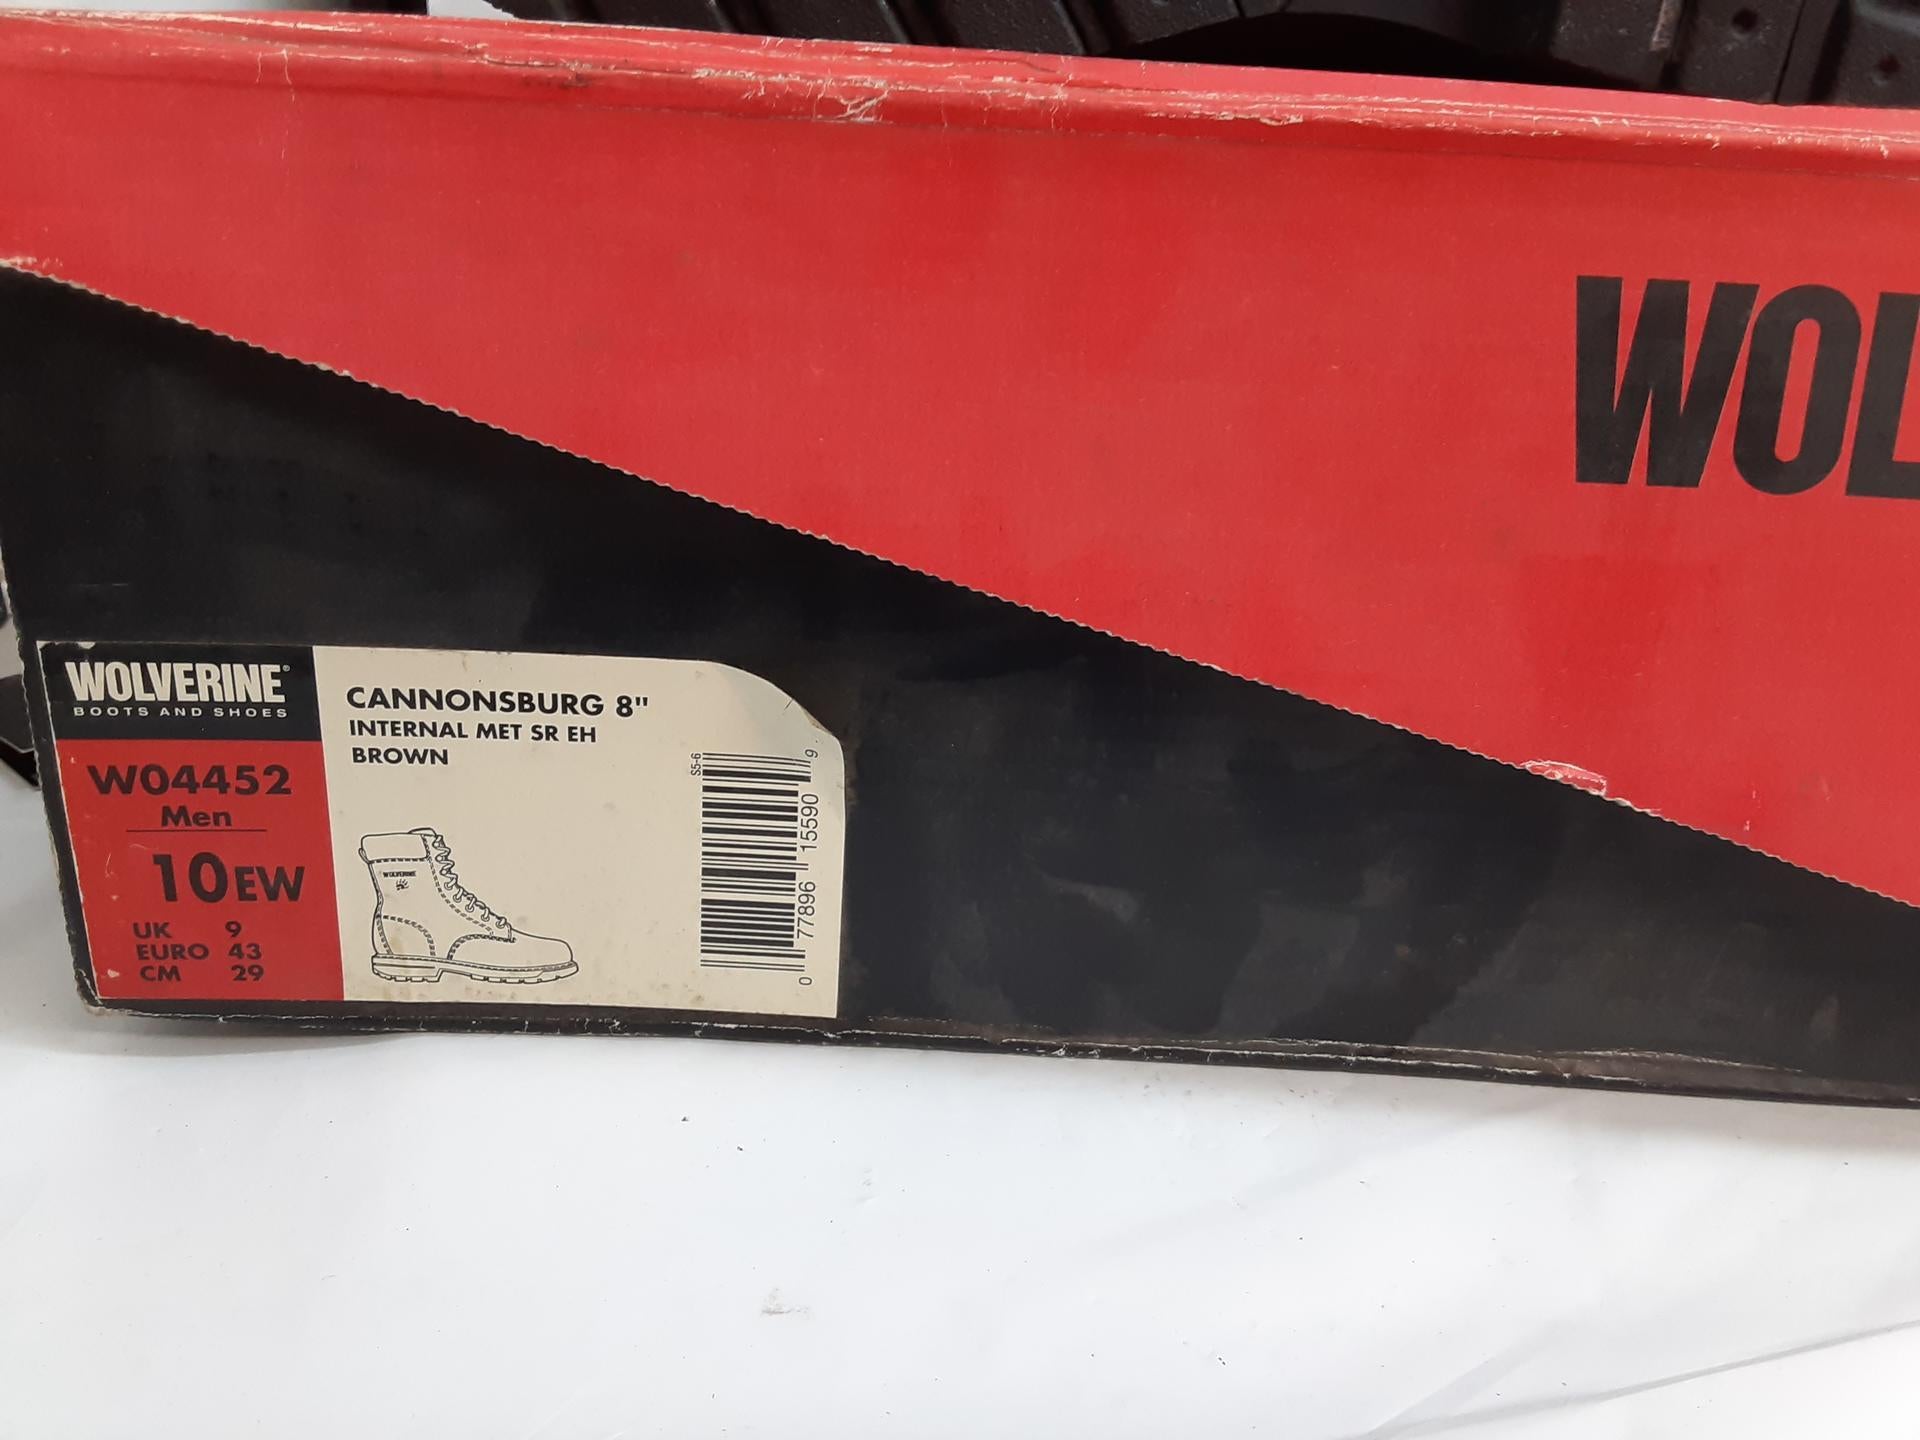 WOL
WOLVERINE®
BOOTS AND SHOES
W04452
Men
10EW
UK 9
EURO 43
CM 29
CANNONSBURG 8"
INTERNAL MET SR EH
BROWN
WOLVERINE
S5-6
0 77896 15590 9